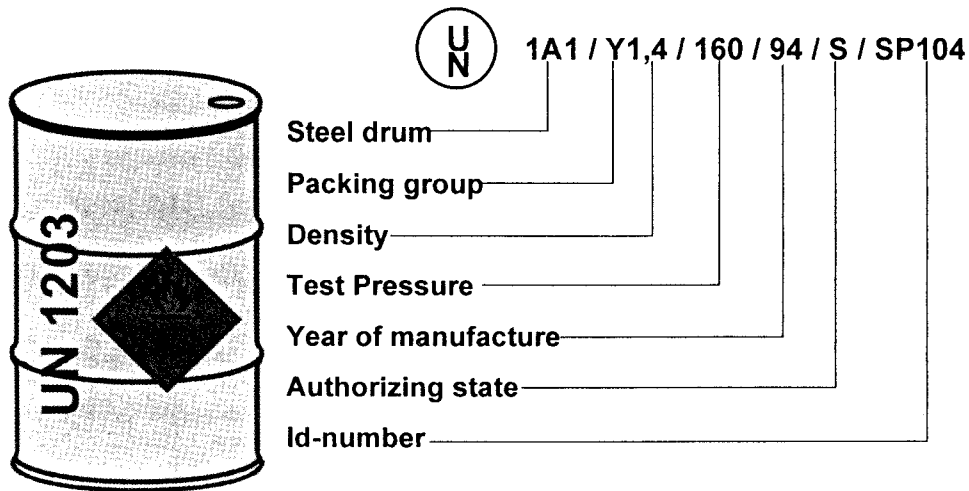 U
N
1A1 / Y1,4 / 160 / 94 / S / SP104
Steel drum
Packing group
Density
Test Pressure
Year of manufacture
Authorizing state
Id-number
UN 1203